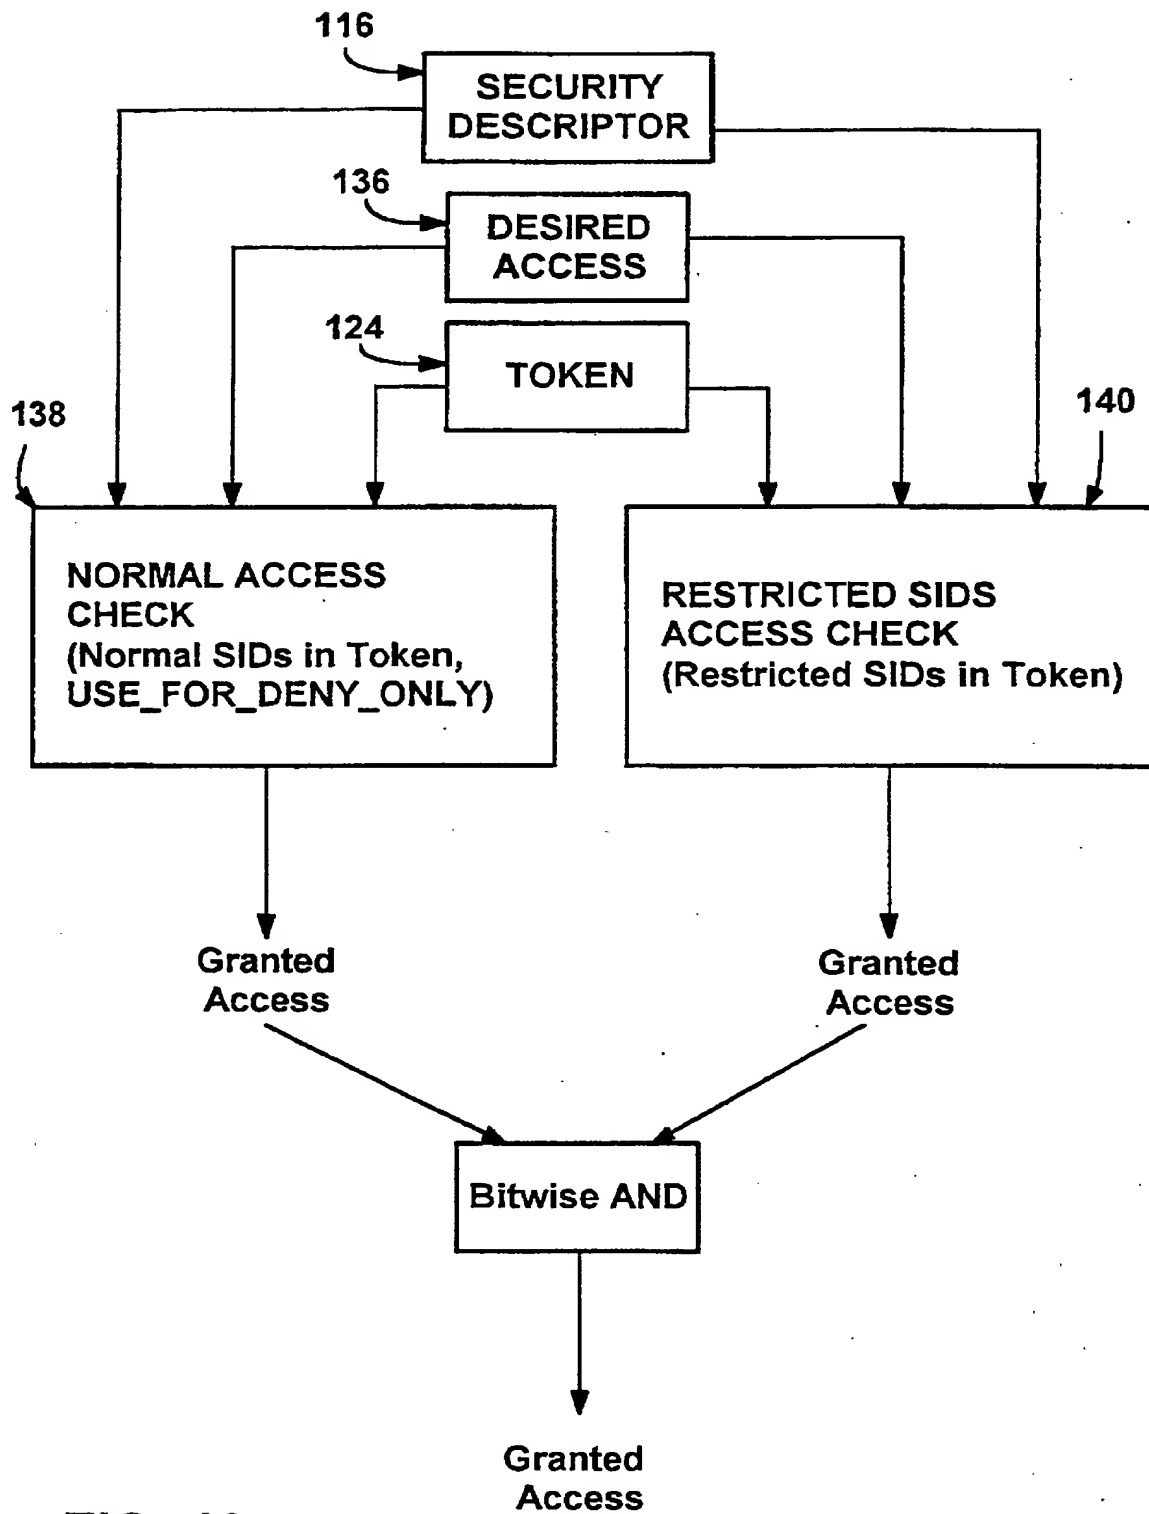 116
SECURITY
DESCRIPTOR
136
DESIRED
ACCESS
124
TOKEN
138
140
NORMAL ACCESS
CHECK
(Normal SIDs in Token,
USE_FOR_DENY_ONLY)
RESTRICTED SIDS
ACCESS CHECK
(Restricted SIDs in Token)
Granted
Access
Granted
Access
Bitwise AND
Granted
Access